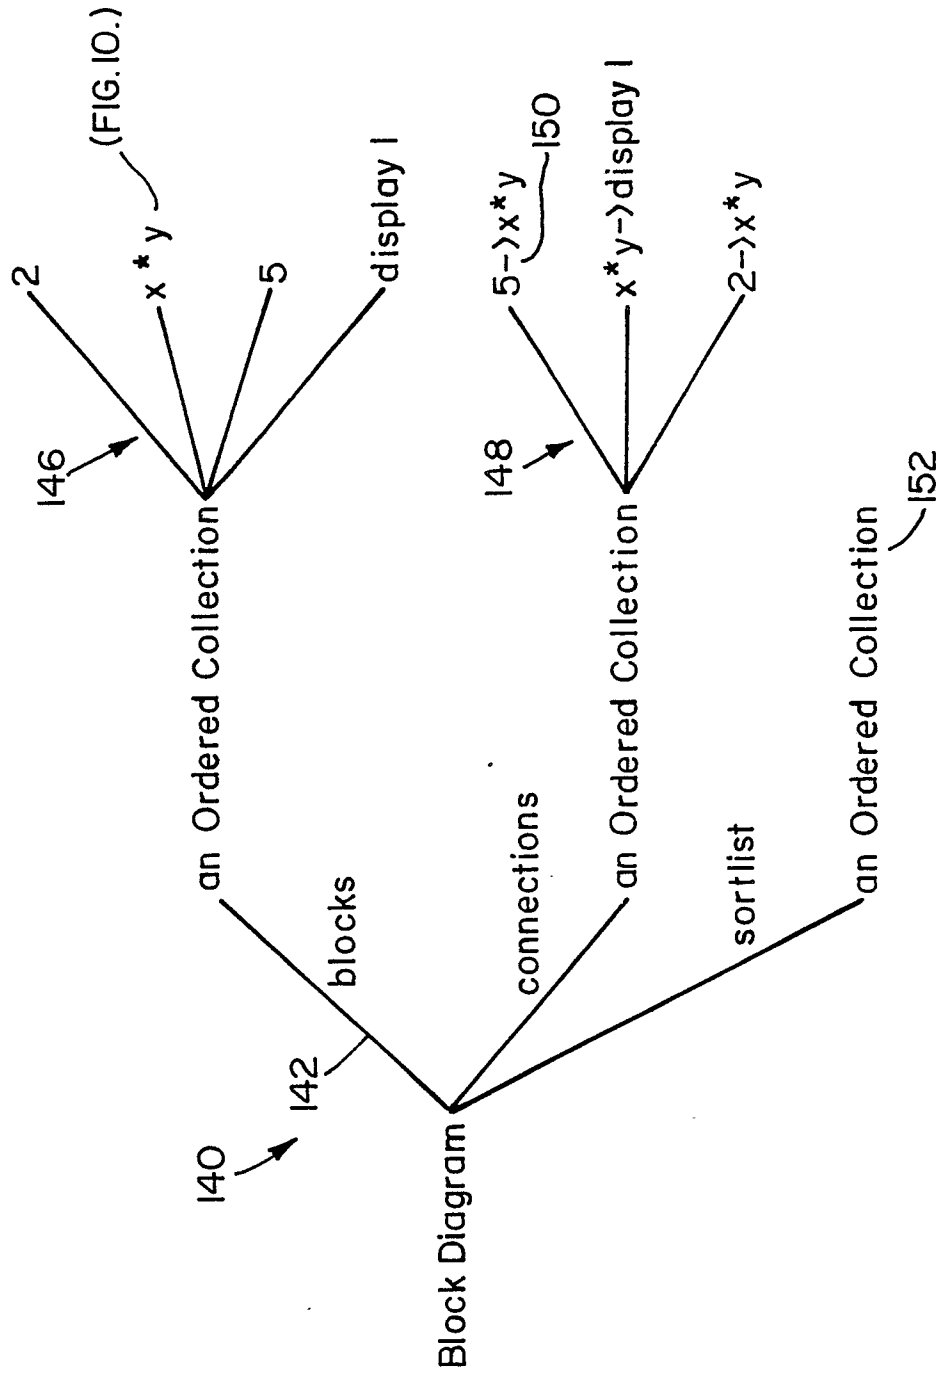 (FIG.10.)
2
x*y
5
display 1
146
an Ordered Collection
blocks
142
140
Block Diagram
connections
an Ordered Collection
148
5->x*y
150
x*y->display 1
2->x*y
sortlist
an Ordered Collection
152